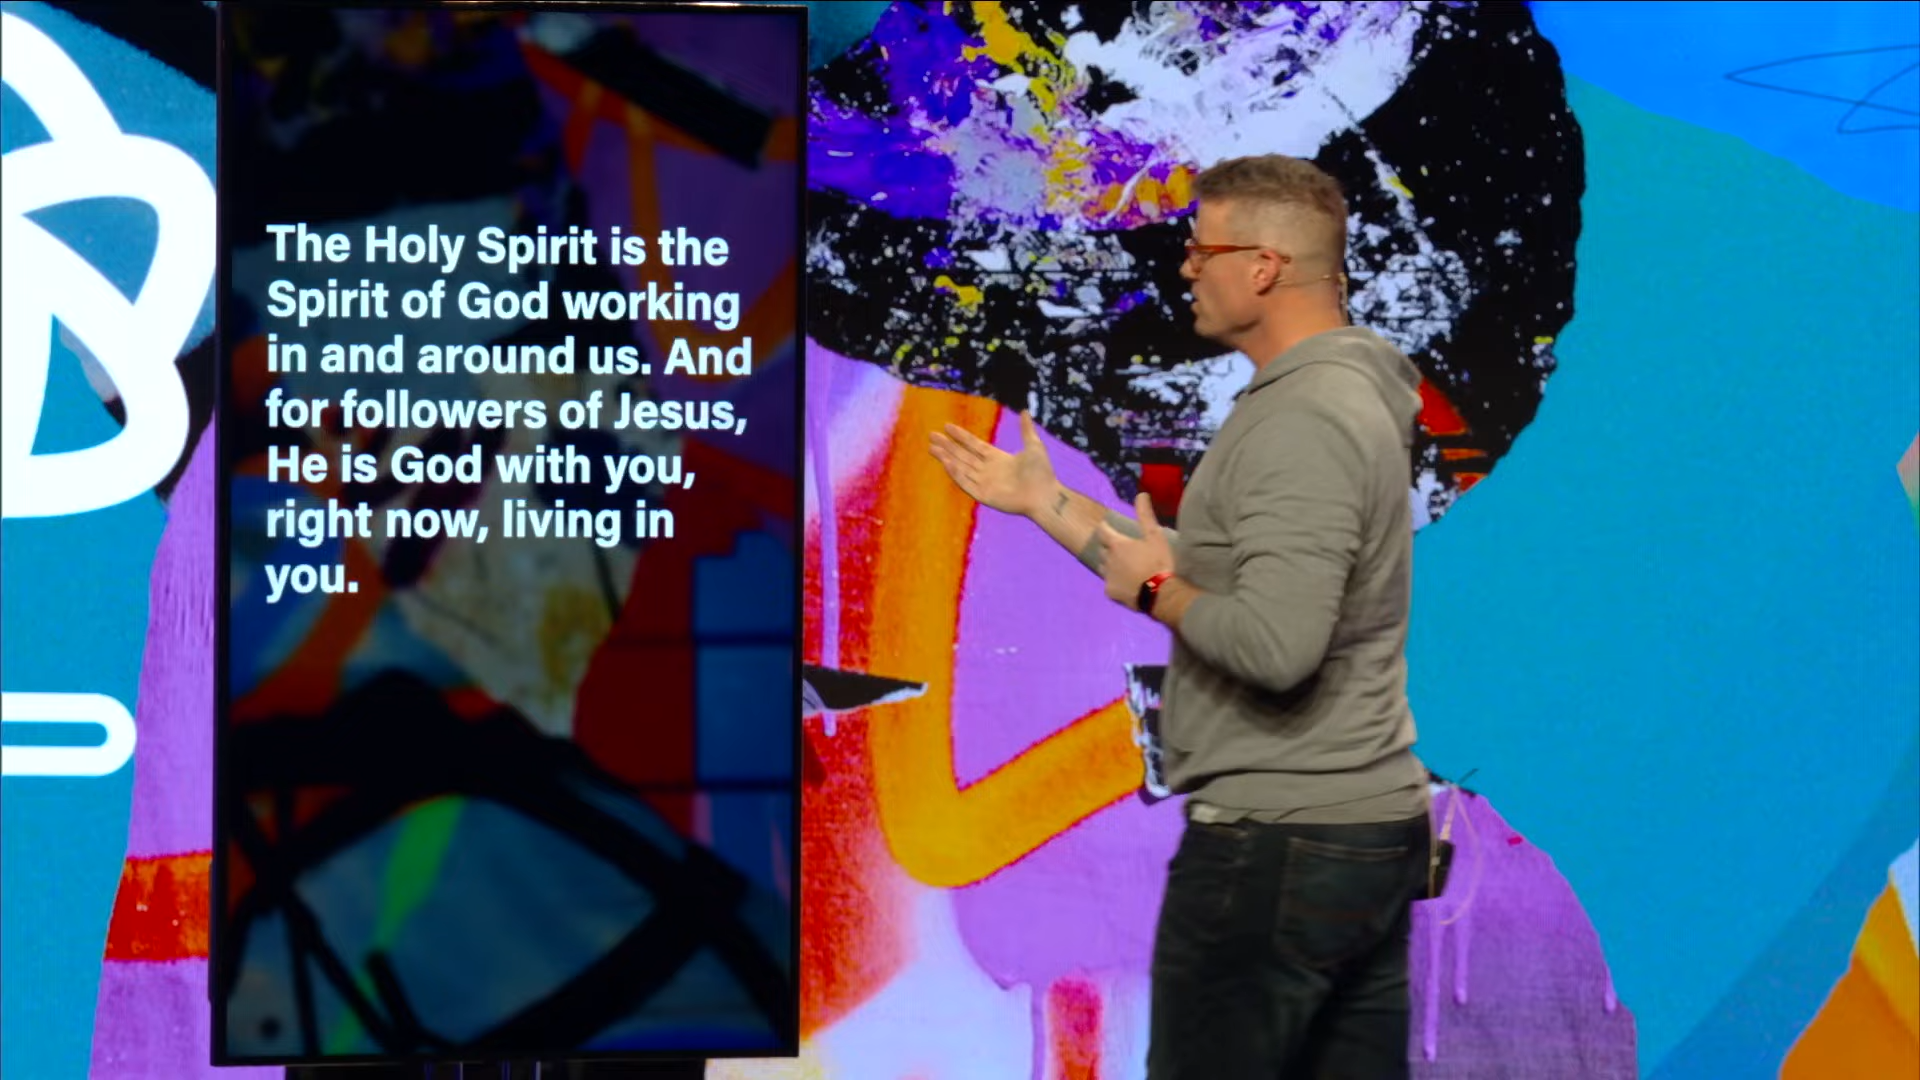 The Holy Spirit is the
Spirit of God working
in and around us. And
for followers of Jesus,
He is God with you,
right now, living in
you.